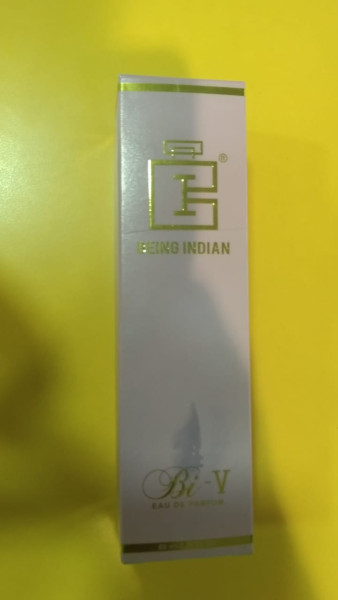 ®
BEING INDIAN
Bi-V
EAU DE PARFUM